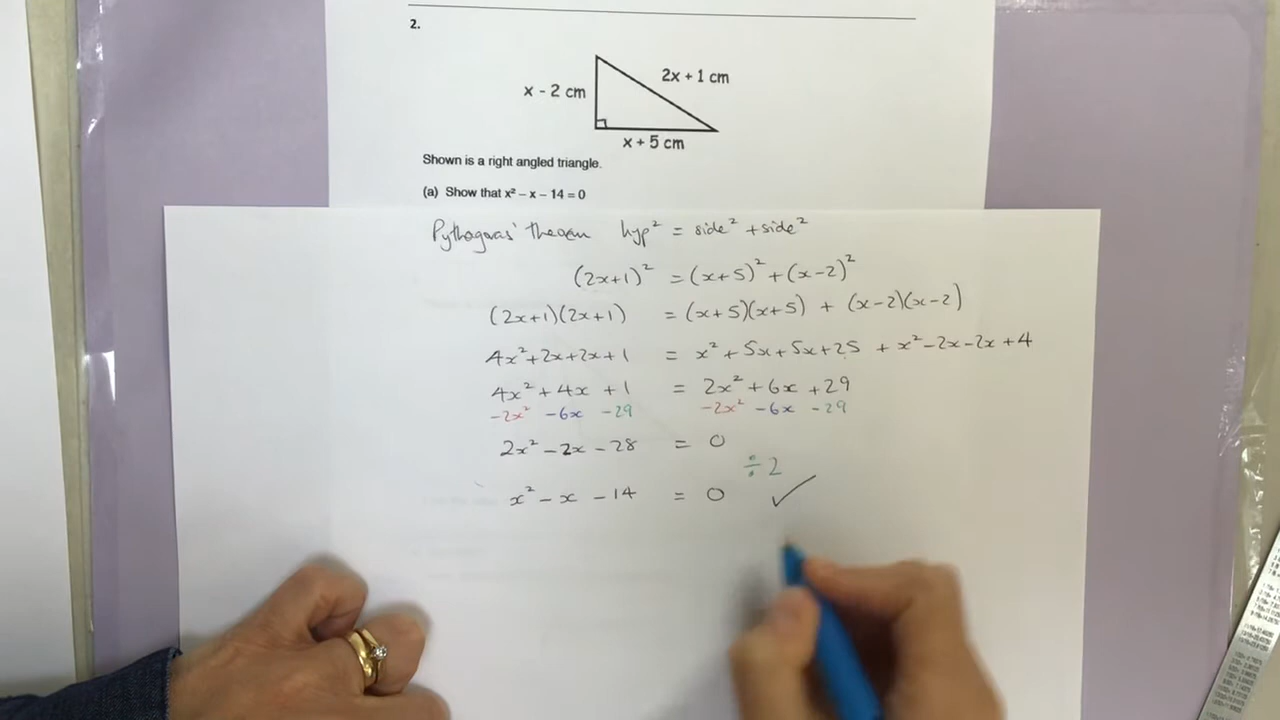 2.
x - 2 cm
2x + 1 cm
x + 5 cm
Shown is a right angled triangle.
(a) Show that x² – x – 14 = 0
Pythagoras' Theorem hyp² = side² + side²
(2x+1)² = (x+5)² + (x-2)²
(2x+1)(2x+1) = (x+5)(x+5) + (x-2)(x-2)
4x²+2x+2x+1 = x² + 5x+5x+25 + x²-2x-2x+4
4x² + 4x + 1 = 2x² + 6x + 29
-2x² -6x -29 -2x² -6x -29
2x² - 2x - 28 = 0
÷ 2
x² - x - 14 = 0 ✓